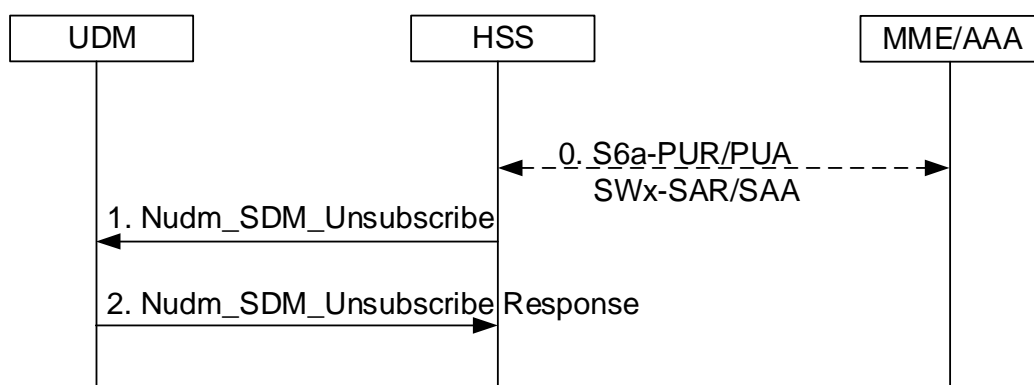 UDM
HSS
MME/AAA
0. S6a-PUR/PUA
SWx-SAR/SAA
1. Nudm_SDM_Unsubscribe
2. Nudm_SDM_Unsubscribe Response